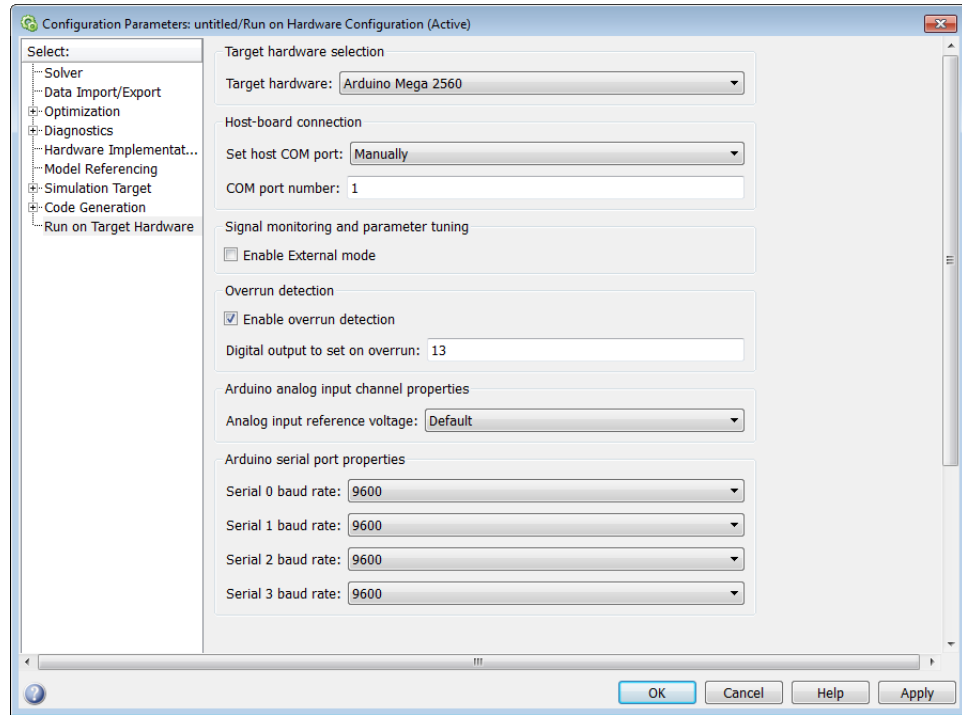 Configuration Parameters: untitled/Run on Hardware Configuration (Active)
Select:
Solver
Data Import/Export
Optimization
Diagnostics
Hardware Implementat...
Model Referencing
Simulation Target
Code Generation
Run on Target Hardware
Target hardware selection
Target hardware: Arduino Mega 2560
Host-board connection
Set host COM port: Manually
COM port number: 1
Signal monitoring and parameter tuning
Enable External mode
Overrun detection
Enable overrun detection
Digital output to set on overrun: 13
Arduino analog input channel properties
Analog input reference voltage: Default
Arduino serial port properties
Serial 0 baud rate: 9600
Serial 1 baud rate: 9600
Serial 2 baud rate: 9600
Serial 3 baud rate: 9600
OK Cancel Help Apply